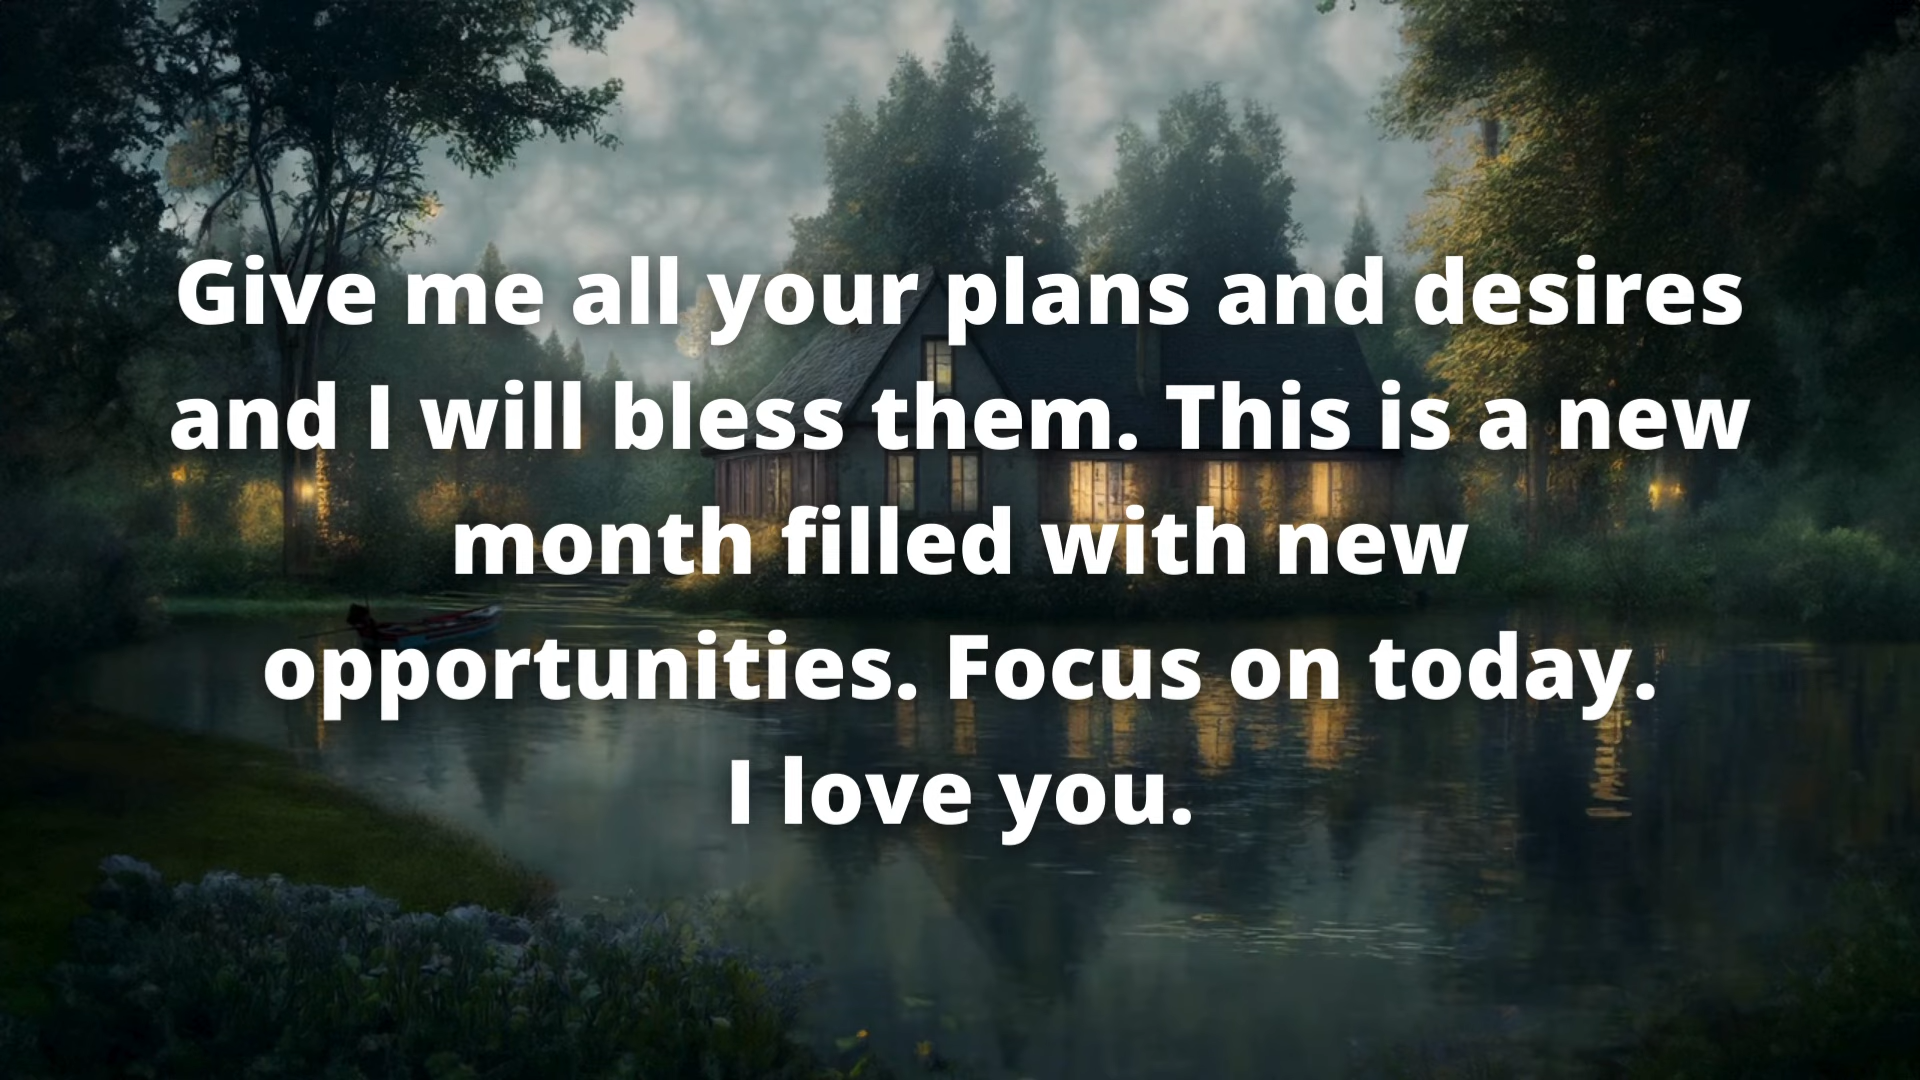 Give me all your plans and desires
and I will bless them. This is a new
month filled with new
opportunities. Focus on today.
I love you.